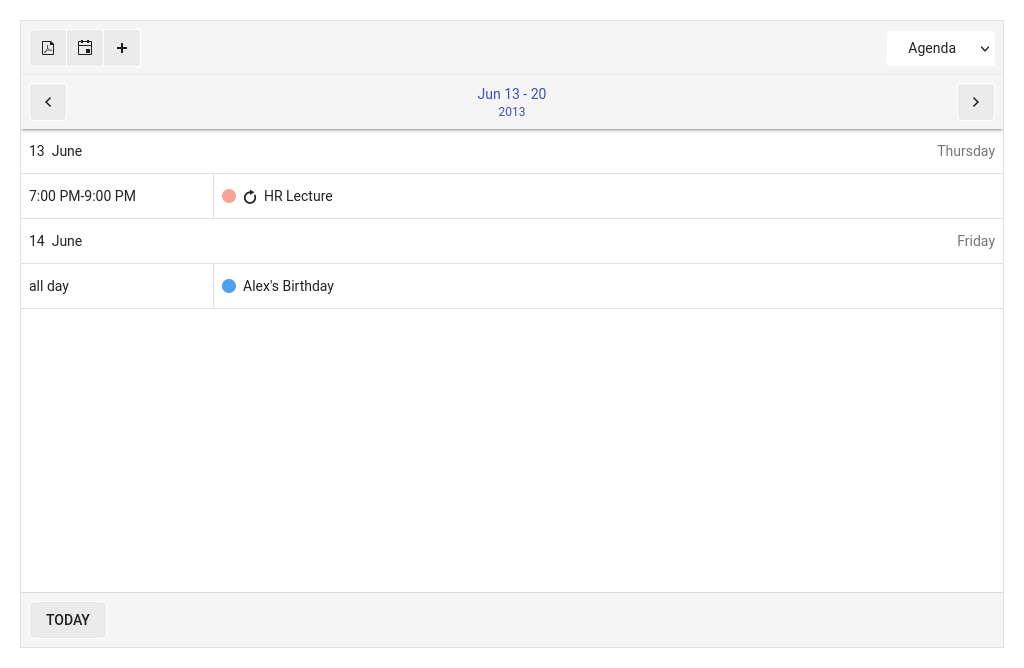 Agenda
Jun 13 - 20
2013
13 June Thursday
7:00 PM-9:00 PM HR Lecture
14 June Friday
all day Alex's Birthday
TODAY